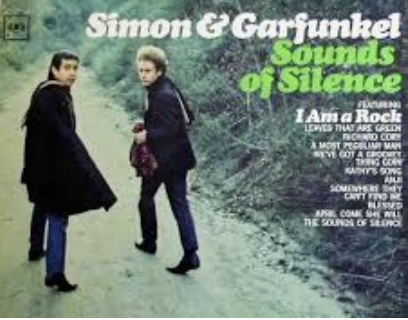 CBS
Simon & Garfunkel
Sounds
of Silence
FEATURING
I Am a Rock
LEAVES THAT ARE GREEN
RICHARD CORY
A MOST PECULIAR MAN
WE'VE GOT A GROOVEY
THING GOIN'
KATHY'S SONG
ANJI
SOMEWHERE THEY
CAN'T FIND ME
BLESSED
APRIL COME SHE WILL
THE SOUNDS OF SILENCE